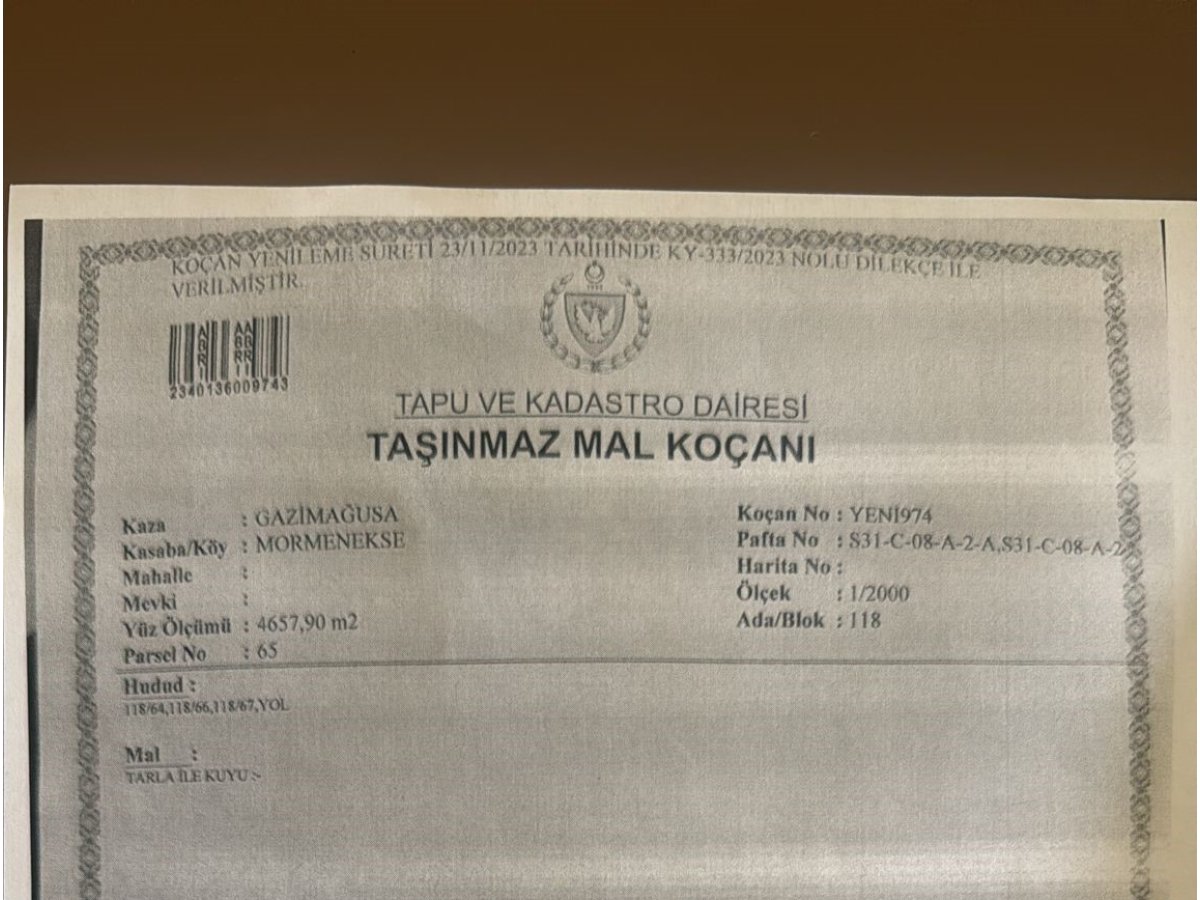 KOÇAN YENİLEME SURETİ 23/11/2023 TARİHİNDE KY-333/2023 NOLU DİLEKÇE İLE
VERİLMİŞTİR.
2340136009743
TAPU VE KADASTRO DAİRESİ
TAŞINMAZ MAL KOÇANI
Kaza : GAZİMAĞUSA
Kasaba/Köy : MORMENEKSE
Mahalle :
Mevki :
Yüz Ölçümü : 4657,90 m2
Parsel No : 65
Koçan No : YENİ974
Pafta No : S31-C-08-A-2-A,S31-C-08-A-2
Harita No :
Ölçek : 1/2000
Ada/Blok : 118
Hudud :
118/64,118/66,118/67,YOL
Mal :
TARLA İLE KUYU :-